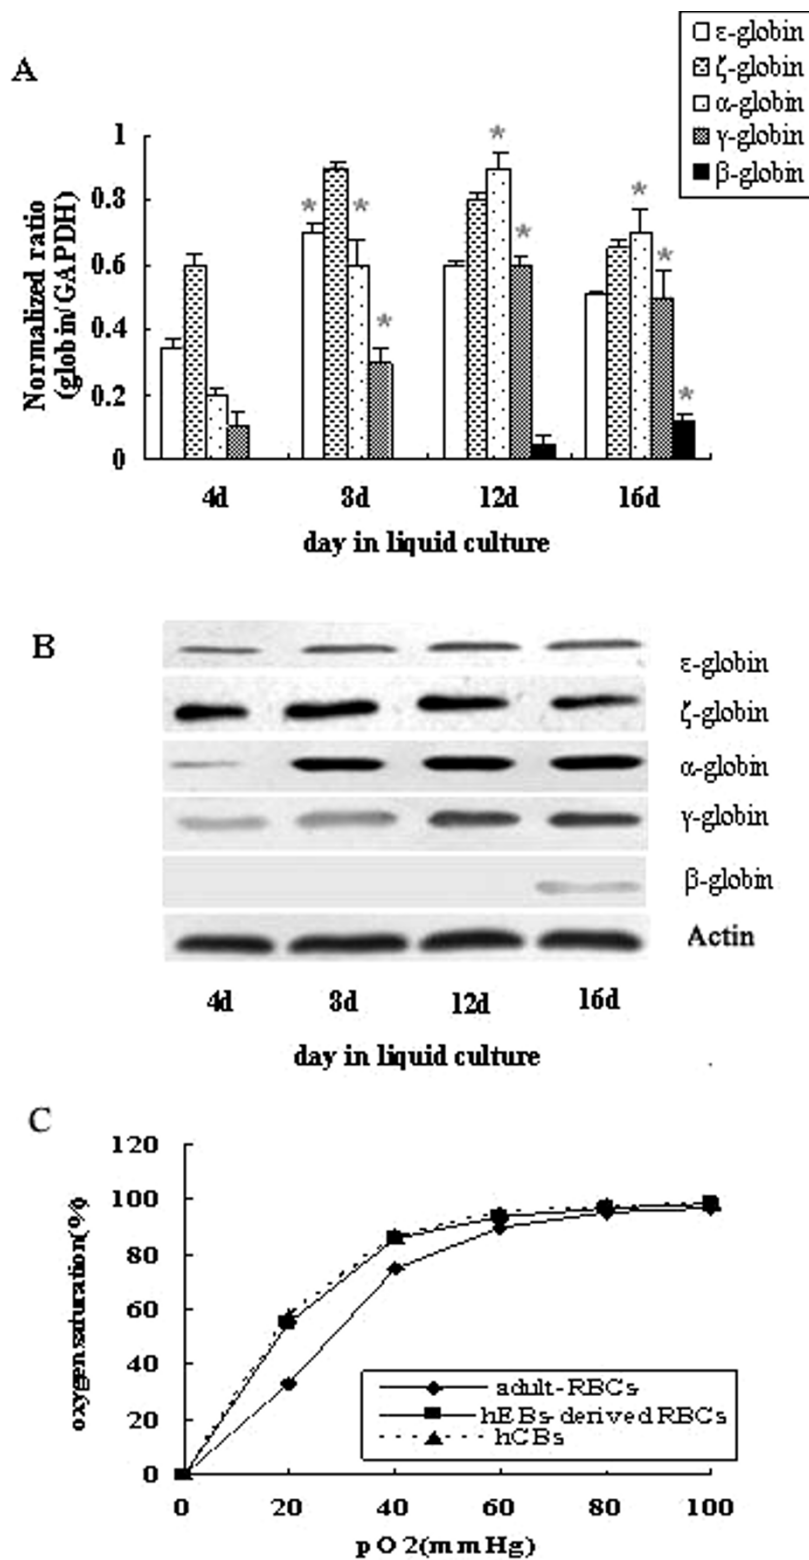 ε-globin
A
ζ-globin
α-globin
γ-globin
β-globin
* * * * * * * *
1
0.8
0.6
0.4
0.2
0
Normalized ratio
(globin/GAPDH)
4d 8d 12d 16d
day in liquid culture
B
ε-globin
ζ-globin
α-globin
γ-globin
β-globin
Actin
4d 8d 12d 16d
day in liquid culture
C
120
100
80
60
40
20
0
oxygen saturation(%)
adult-RBCs
hEBs-derived RBCs
hCBs
0 20 40 60 80 100
pO2(mmHg)